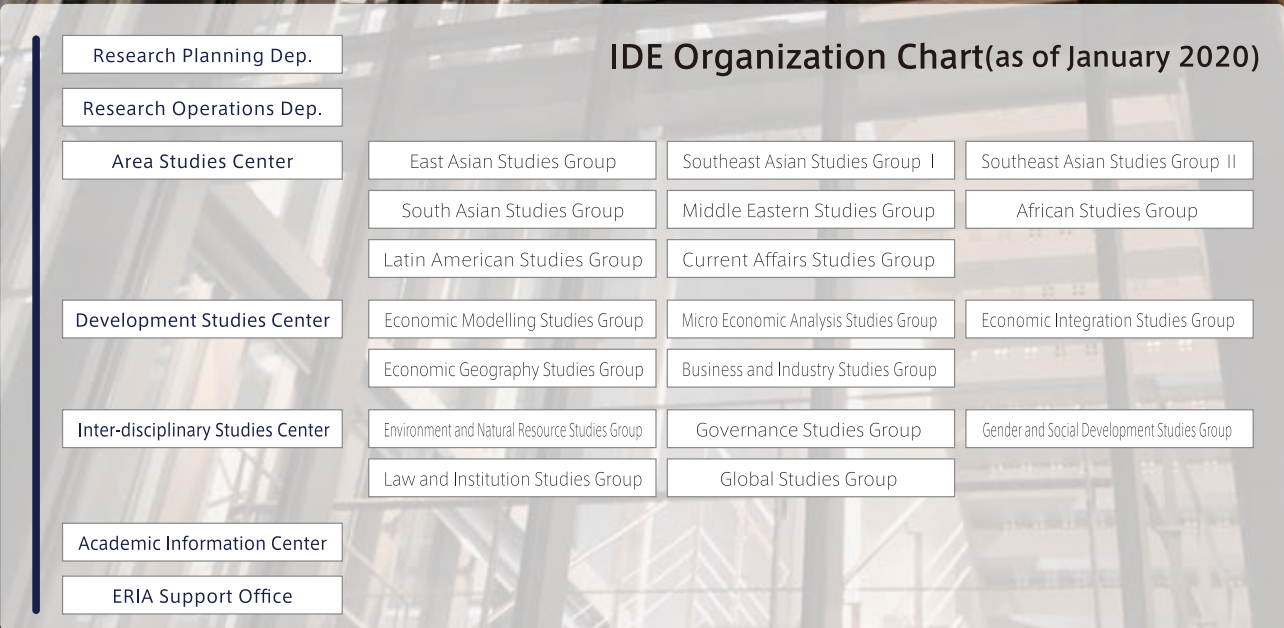 IDE Organization Chart(as of January 2020)
Research Planning Dep.
Research Operations Dep.
Area Studies Center
East Asian Studies Group
Southeast Asian Studies Group I
Southeast Asian Studies Group II
South Asian Studies Group
Middle Eastern Studies Group
African Studies Group
Latin American Studies Group
Current Affairs Studies Group
Development Studies Center
Economic Modelling Studies Group
Micro Economic Analysis Studies Group
Economic Integration Studies Group
Economic Geography Studies Group
Business and Industry Studies Group
Inter-disciplinary Studies Center
Environment and Natural Resource Studies Group
Governance Studies Group
Gender and Social Development Studies Group
Law and Institution Studies Group
Global Studies Group
Academic Information Center
ERIA Support Office